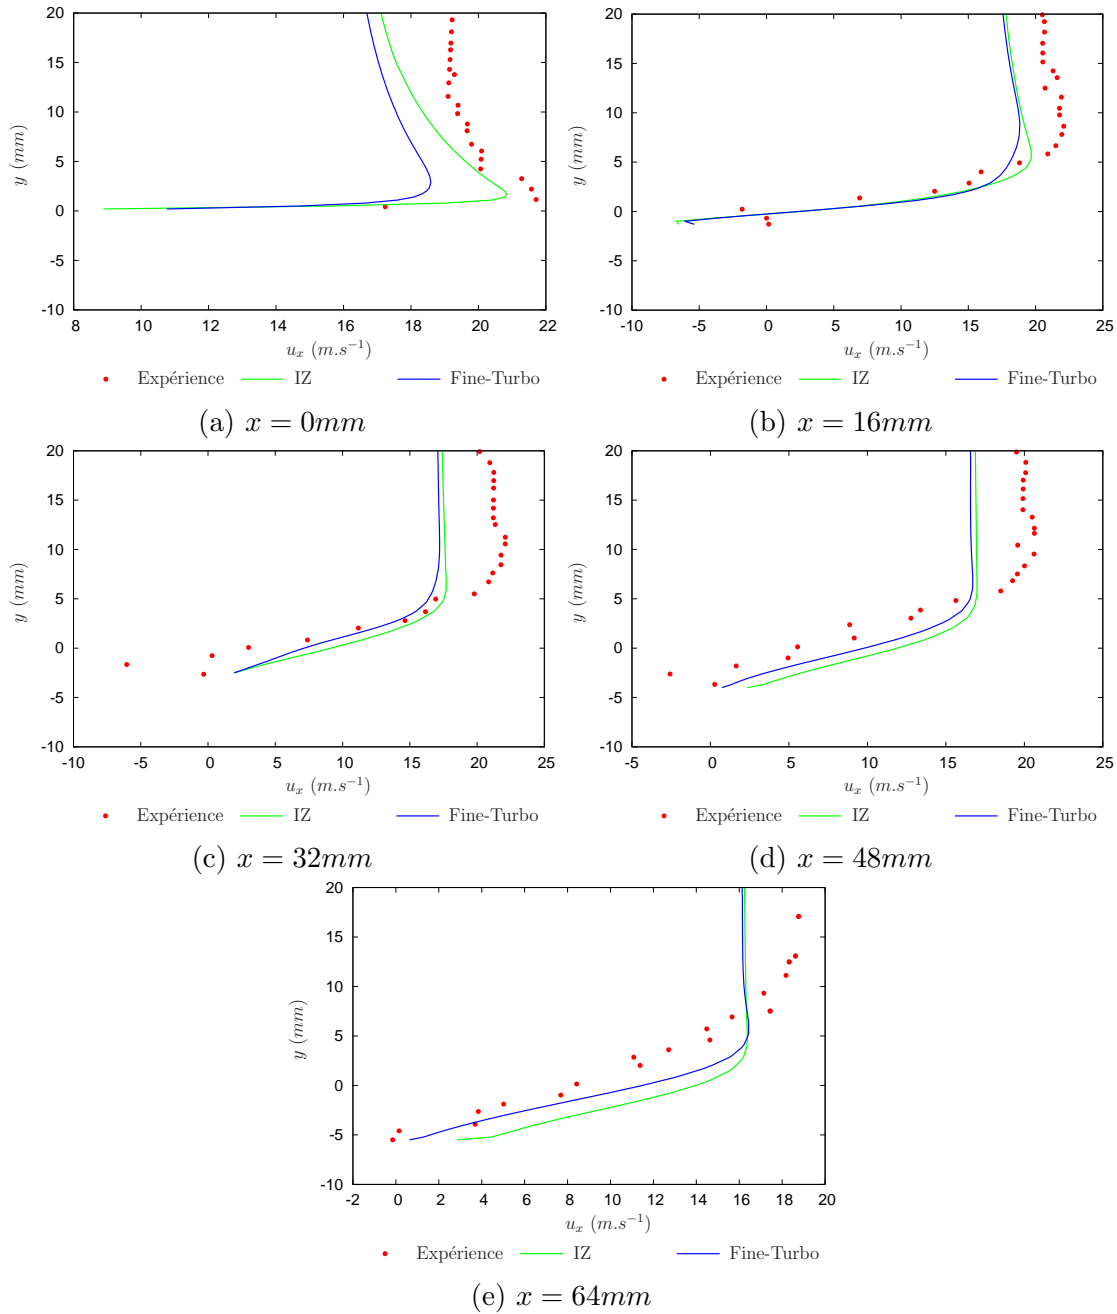 20
15
10
5
0
-5
-10
y (mm)
8 10 12 14 16 18 20 22
u_x (m.s⁻¹)
Expérience IZ Fine-Turbo
(a) x = 0mm
20
15
10
5
0
-5
-10
y (mm)
-10 -5 0 5 10 15 20 25
u_x (m.s⁻¹)
Expérience IZ Fine-Turbo
(b) x = 16mm
20
15
10
5
0
-5
-10
y (mm)
-10 -5 0 5 10 15 20 25
u_x (m.s⁻¹)
Expérience IZ Fine-Turbo
(c) x = 32mm
20
15
10
5
0
-5
-10
y (mm)
-5 0 5 10 15 20 25
u_x (m.s⁻¹)
Expérience IZ Fine-Turbo
(d) x = 48mm
20
15
10
5
0
-5
-10
y (mm)
-2 0 2 4 6 8 10 12 14 16 18 20
u_x (m.s⁻¹)
Expérience IZ Fine-Turbo
(e) x = 64mm